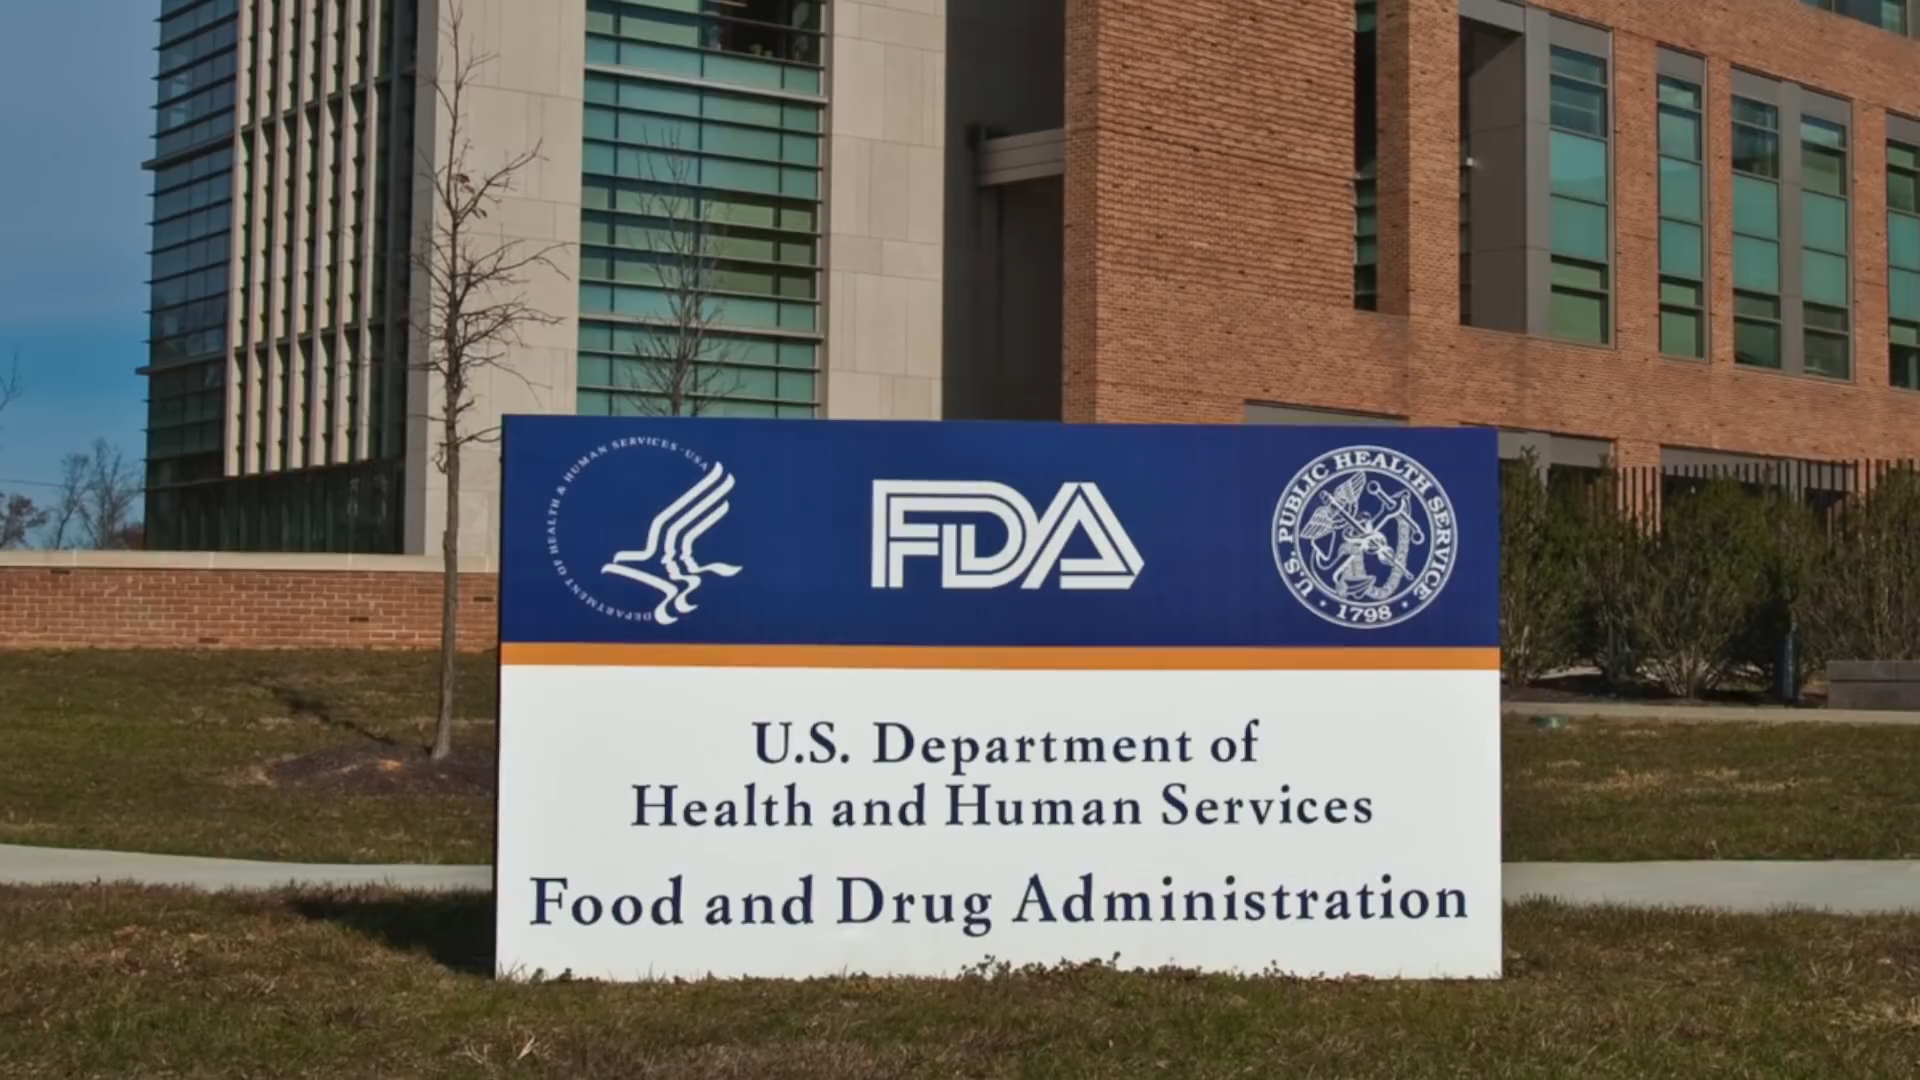 DEPARTMENT OF HEALTH & HUMAN SERVICES · USA
FDA
U.S. PUBLIC HEALTH SERVICE
· 1798 ·
U.S. Department of
Health and Human Services
Food and Drug Administration